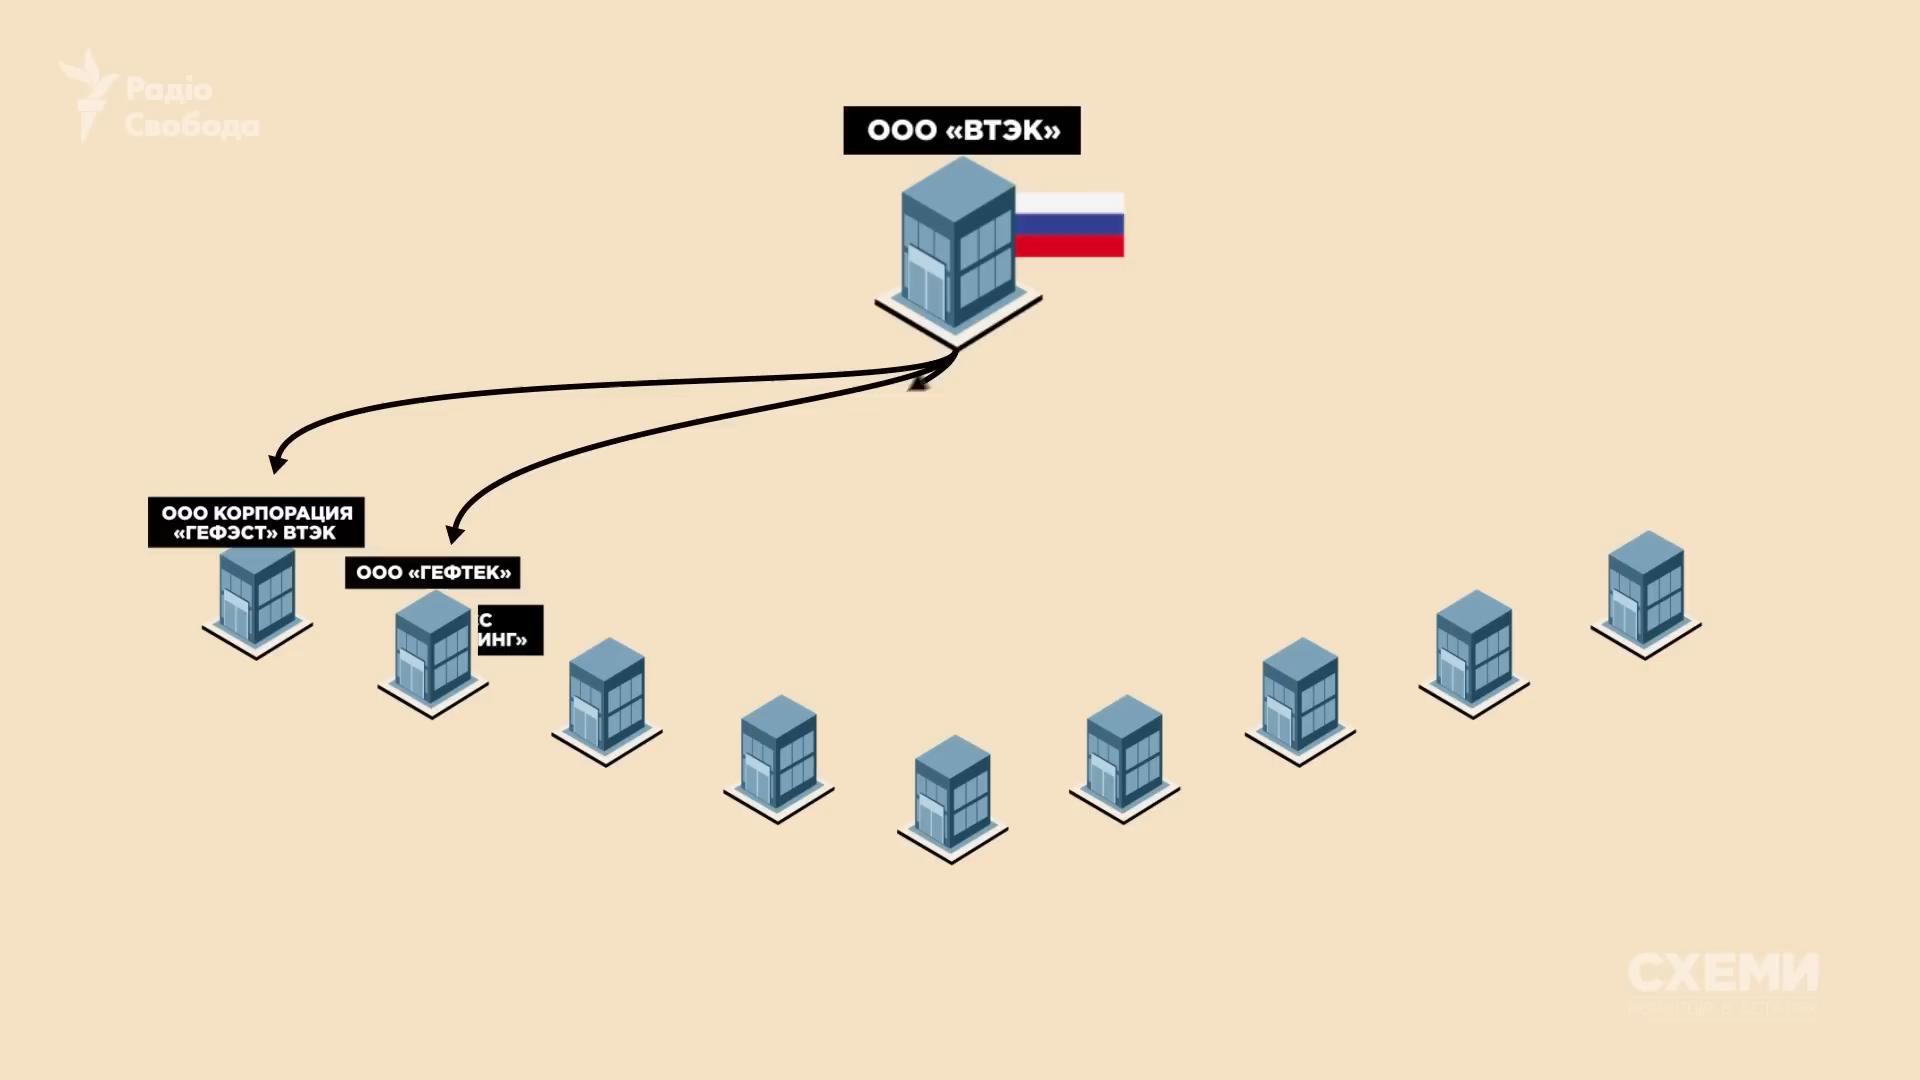 Радіо
Свобода
ООО «ВТЭК»
ООО КОРПОРАЦИЯ
«ГЕФЭСТ» ВТЭК
ООО «ГЕФТЕК»
С
ИНГ»
СХЕМИ